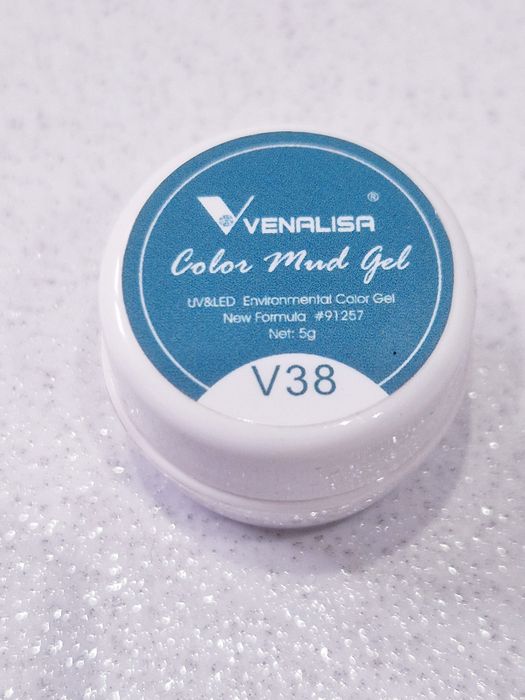 ®
VENALISA
Color Mud Gel
UV&LED Environmental Color Gel
New Formula #91257
Net: 5g
V38